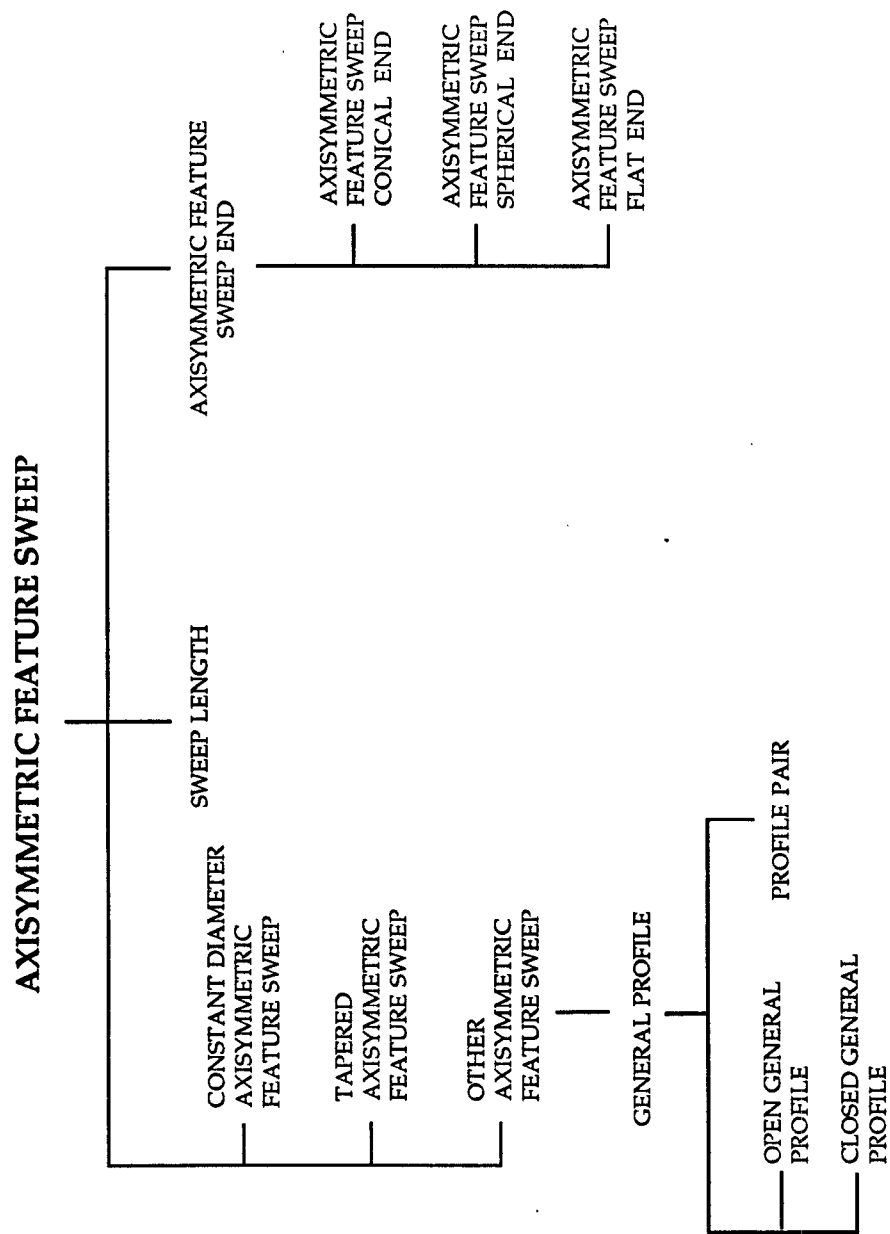 AXISYMMETRIC FEATURE SWEEP
CONSTANT DIAMETER
AXISYMMETRIC
FEATURE SWEEP
TAPERED
AXISYMMETRIC
FEATURE SWEEP
OTHER
AXISYMMETRIC
FEATURE SWEEP
GENERAL PROFILE
OPEN GENERAL
PROFILE
CLOSED GENERAL
PROFILE
PROFILE PAIR
SWEEP LENGTH
AXISYMMETRIC FEATURE
SWEEP END
AXISYMMETRIC
FEATURE SWEEP
CONICAL END
AXISYMMETRIC
FEATURE SWEEP
SPHERICAL END
AXISYMMETRIC
FEATURE SWEEP
FLAT END